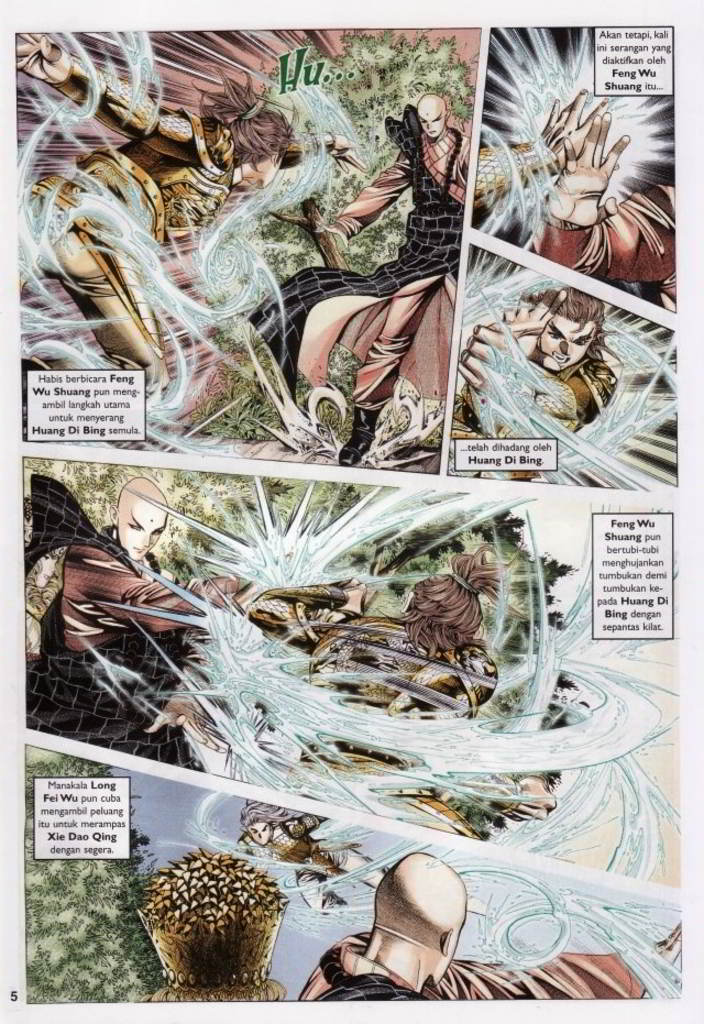 Hu...
Habis berbicara Feng
Wu Shuang pun meng-
ambil langkah utama
untuk menyerang
Huang Di Bing semula.
Akan tetapi, kali
ini serangan yang
diaktifkan oleh
Feng Wu
Shuang itu...
...telah dihadang oleh
Huang Di Bing.
Feng Wu
Shuang pun
bertubi-tubi
menghujankan
tumbukan demi
tumbukan ke-
pada Huang Di
Bing dengan
sepantas kilat.
Manakala Long
Fei Wu pun cuba
mengambil peluang
itu untuk merampas
Xie Dao Qing
dengan segera.
5